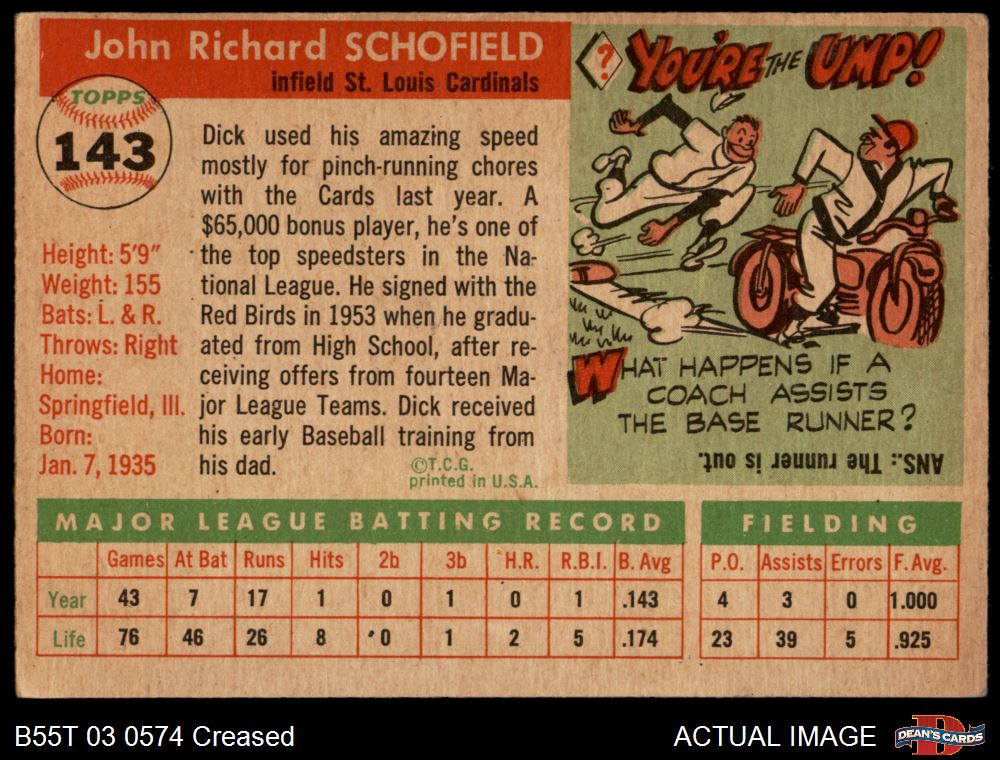 John Richard SCHOFIELD
infield St. Louis Cardinals
TOPPS
143
Height: 5'9"
Weight: 155
Bats: L. & R.
Throws: Right
Home:
Springfield, Ill.
Born:
Jan. 7, 1935
Dick used his amazing speed
mostly for pinch-running chores
with the Cards last year. A
$65,000 bonus player, he's one of
the top speedsters in the Na-
tional League. He signed with the
Red Birds in 1953 when he gradu-
ated from High School, after re-
ceiving offers from fourteen Ma-
jor League Teams. Dick received
his early Baseball training from
his dad.
©T.C.G.
printed in U.S.A.
? YOU'RE THE UMP!
WHAT HAPPENS IF A
COACH ASSISTS
THE BASE RUNNER?
ANS.: The runner is out.
MAJOR LEAGUE BATTING RECORD
Games At Bat Runs Hits 2b 3b H.R. R.B.I. B. Avg
Year 43 7 17 1 0 1 0 1 .143
Life 76 46 26 8 0 1 2 5 .174
FIELDING
P.O. Assists Errors F. Avg.
4 3 0 1.000
23 39 5 .925
B55T 03 0574 Creased
ACTUAL IMAGE
D
DEAN'S CARDS